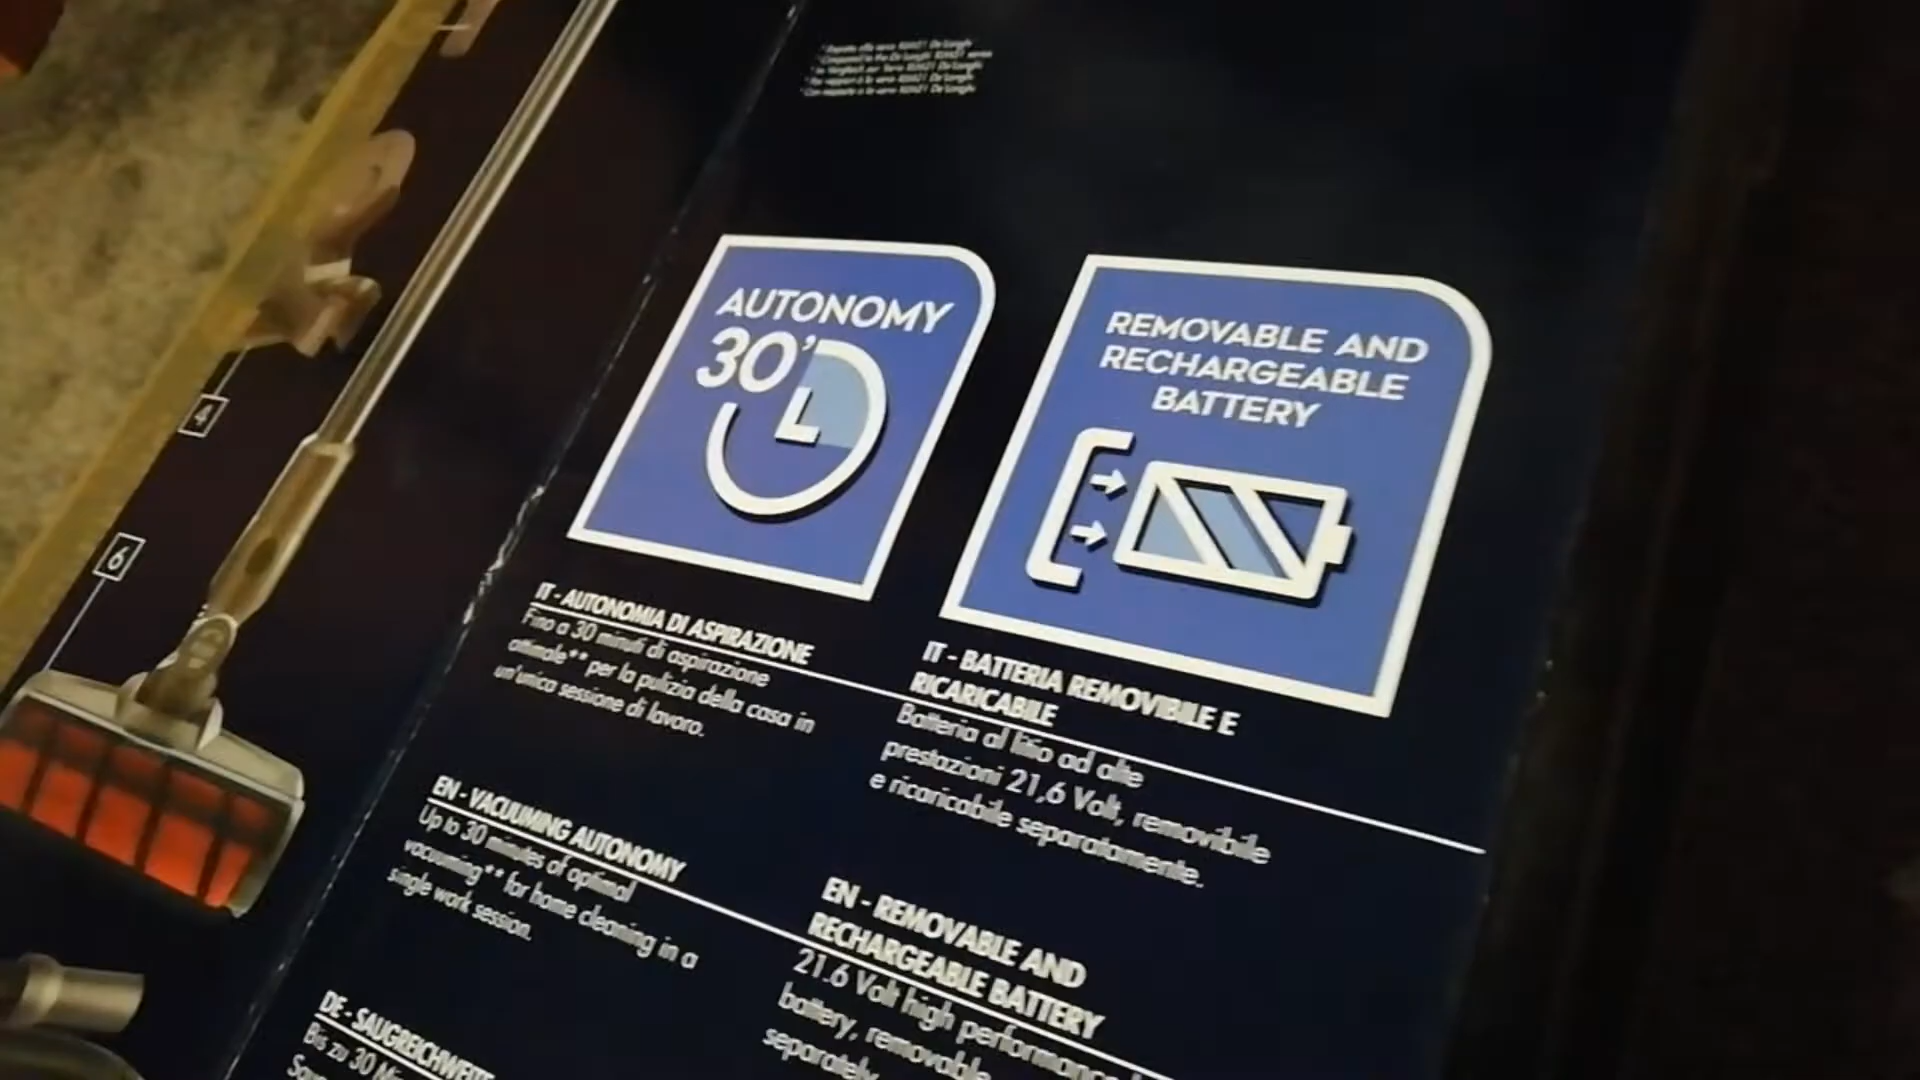 AUTONOMY
30'
REMOVABLE AND
RECHARGEABLE
BATTERY
4
6
IT - AUTONOMIA DI ASPIRAZIONE
Fino a 30 minuti di aspirazione
ottimale** per la pulizia della casa in
un'unica sessione di lavoro.
IT - BATTERIA REMOVIBILE E
RICARICABILE
Batteria al litio ad alte
prestazioni 21,6 Volt, removibile
e ricaricabile separatamente.
EN - VACUUMING AUTONOMY
Up to 30 minutes of optimal
vacuuming** for home cleaning in a
single work session.
EN - REMOVABLE AND
RECHARGEABLE BATTERY
21.6 Volt high performance
battery, removable
separately
DE - SAUGREICHWEITE
Bis zu 30